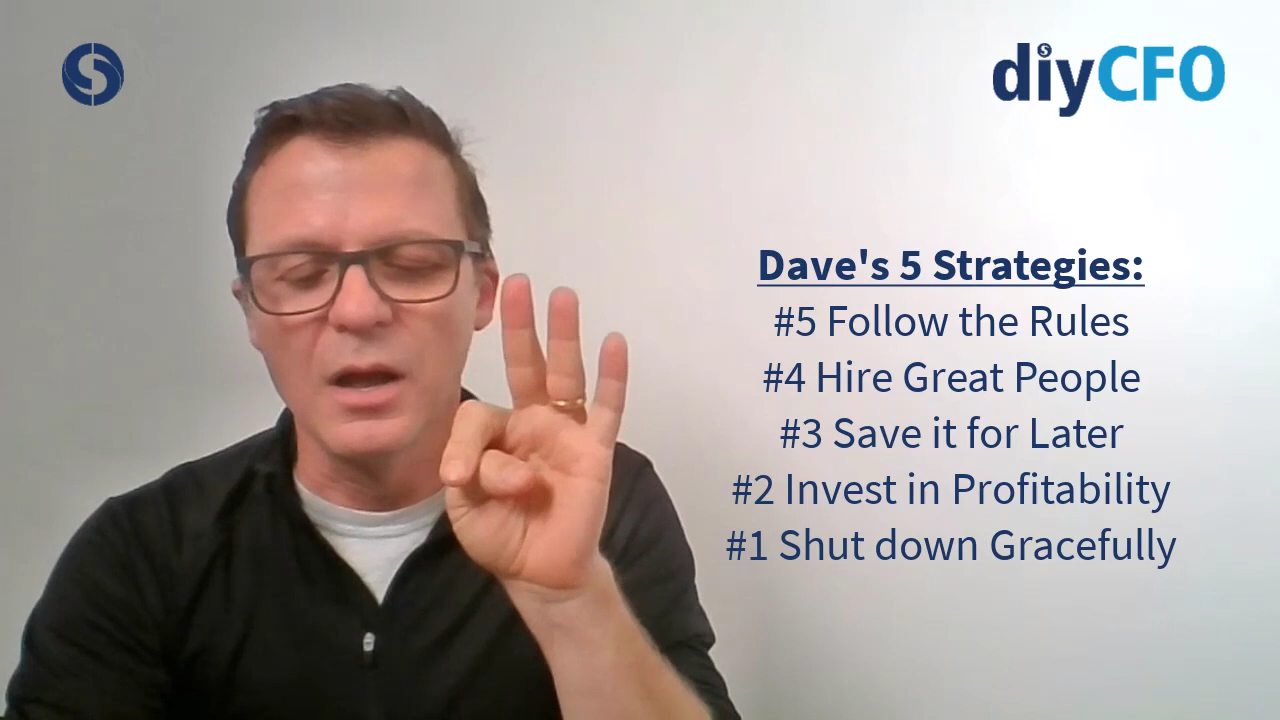 diyCFO
Dave's 5 Strategies:
#5 Follow the Rules
#4 Hire Great People
#3 Save it for Later
#2 Invest in Profitability
#1 Shut down Gracefully